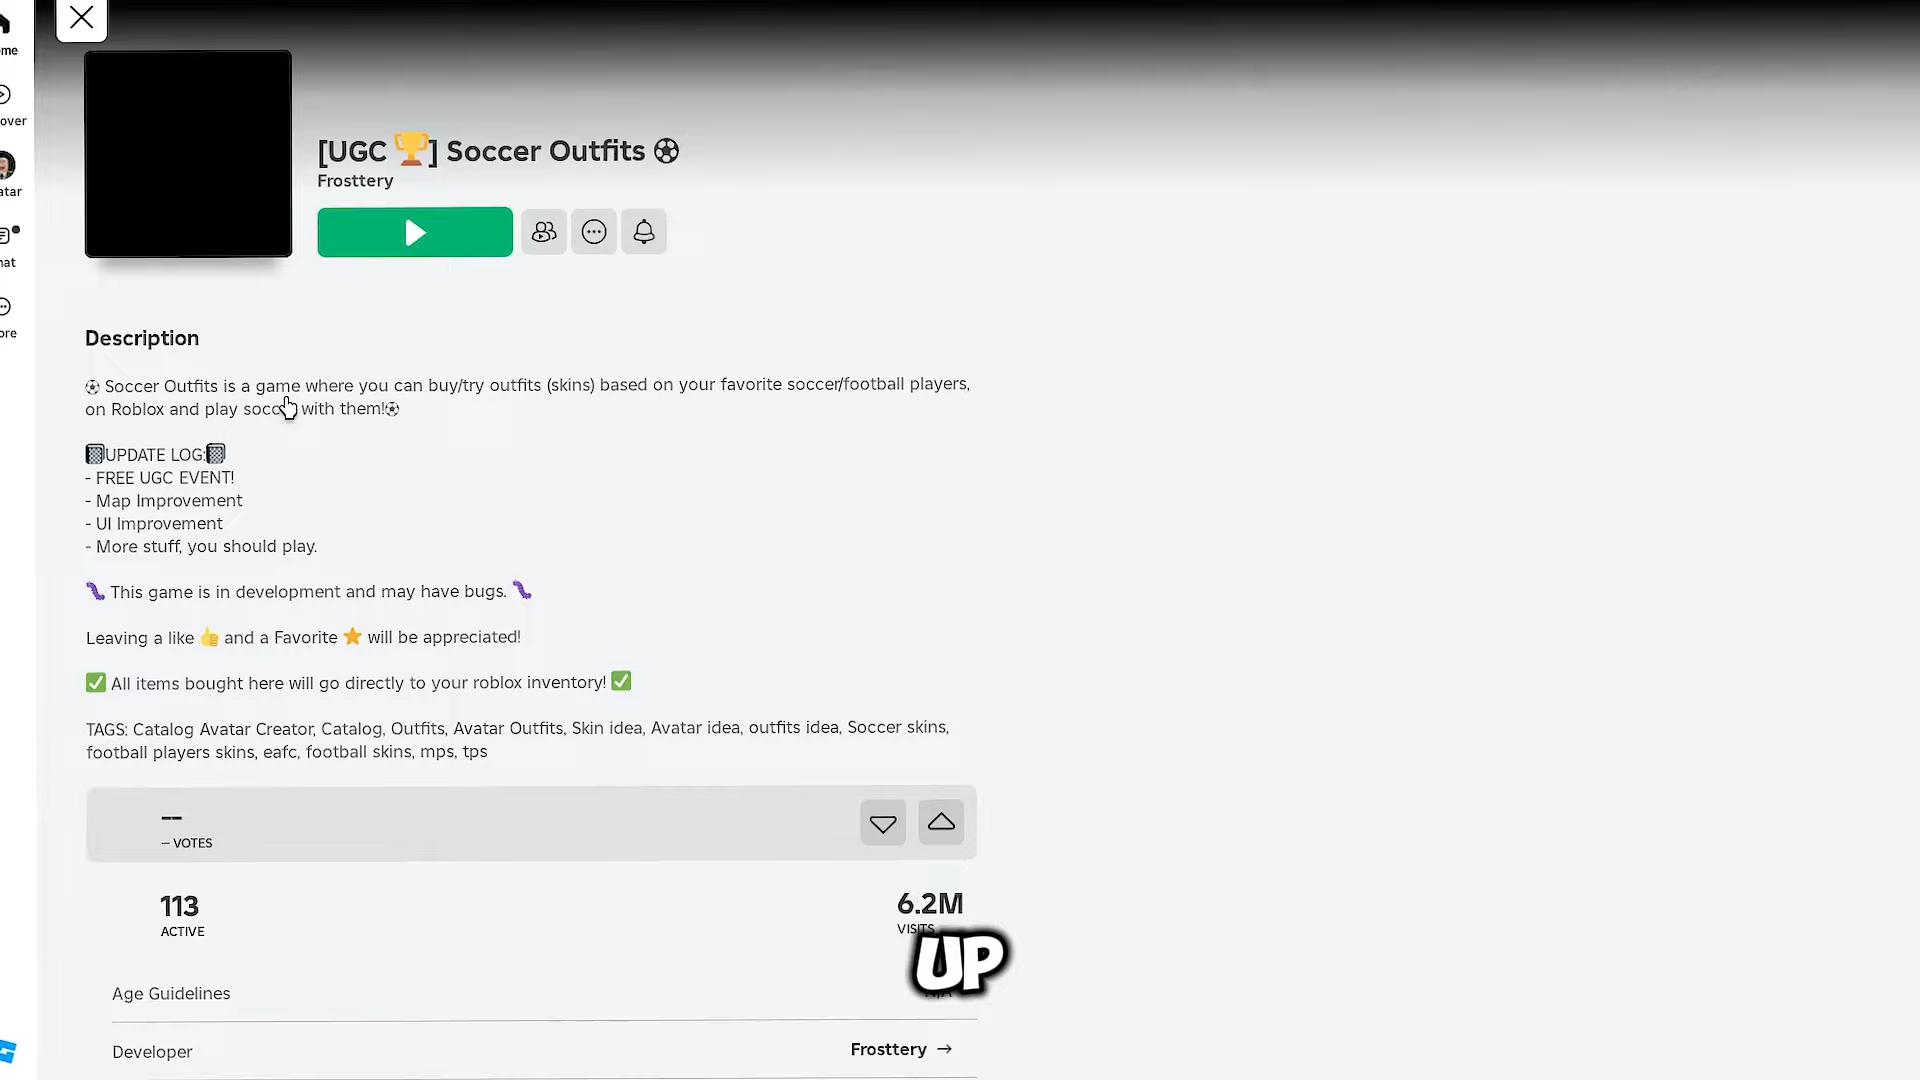 ome
over
atar
hat
ore
[UGC 🏆] Soccer Outfits ⚽
Frosttery
Description
⚽ Soccer Outfits is a game where you can buy/try outfits (skins) based on your favorite soccer/football players,
on Roblox and play soccer with them!⚽
📓UPDATE LOG:📓
- FREE UGC EVENT!
- Map Improvement
- UI Improvement
- More stuff, you should play.
🐛 This game is in development and may have bugs. 🐛
Leaving a like 👍 and a Favorite ⭐ will be appreciated!
✅ All items bought here will go directly to your roblox inventory! ✅
TAGS: Catalog Avatar Creator, Catalog, Outfits, Avatar Outfits, Skin idea, Avatar idea, outfits idea, Soccer skins,
football players skins, eafc, football skins, mps, tps
--
-- VOTES
113
ACTIVE
6.2M
VISITS
UP
Age Guidelines
N/A
Developer
Frosttery →